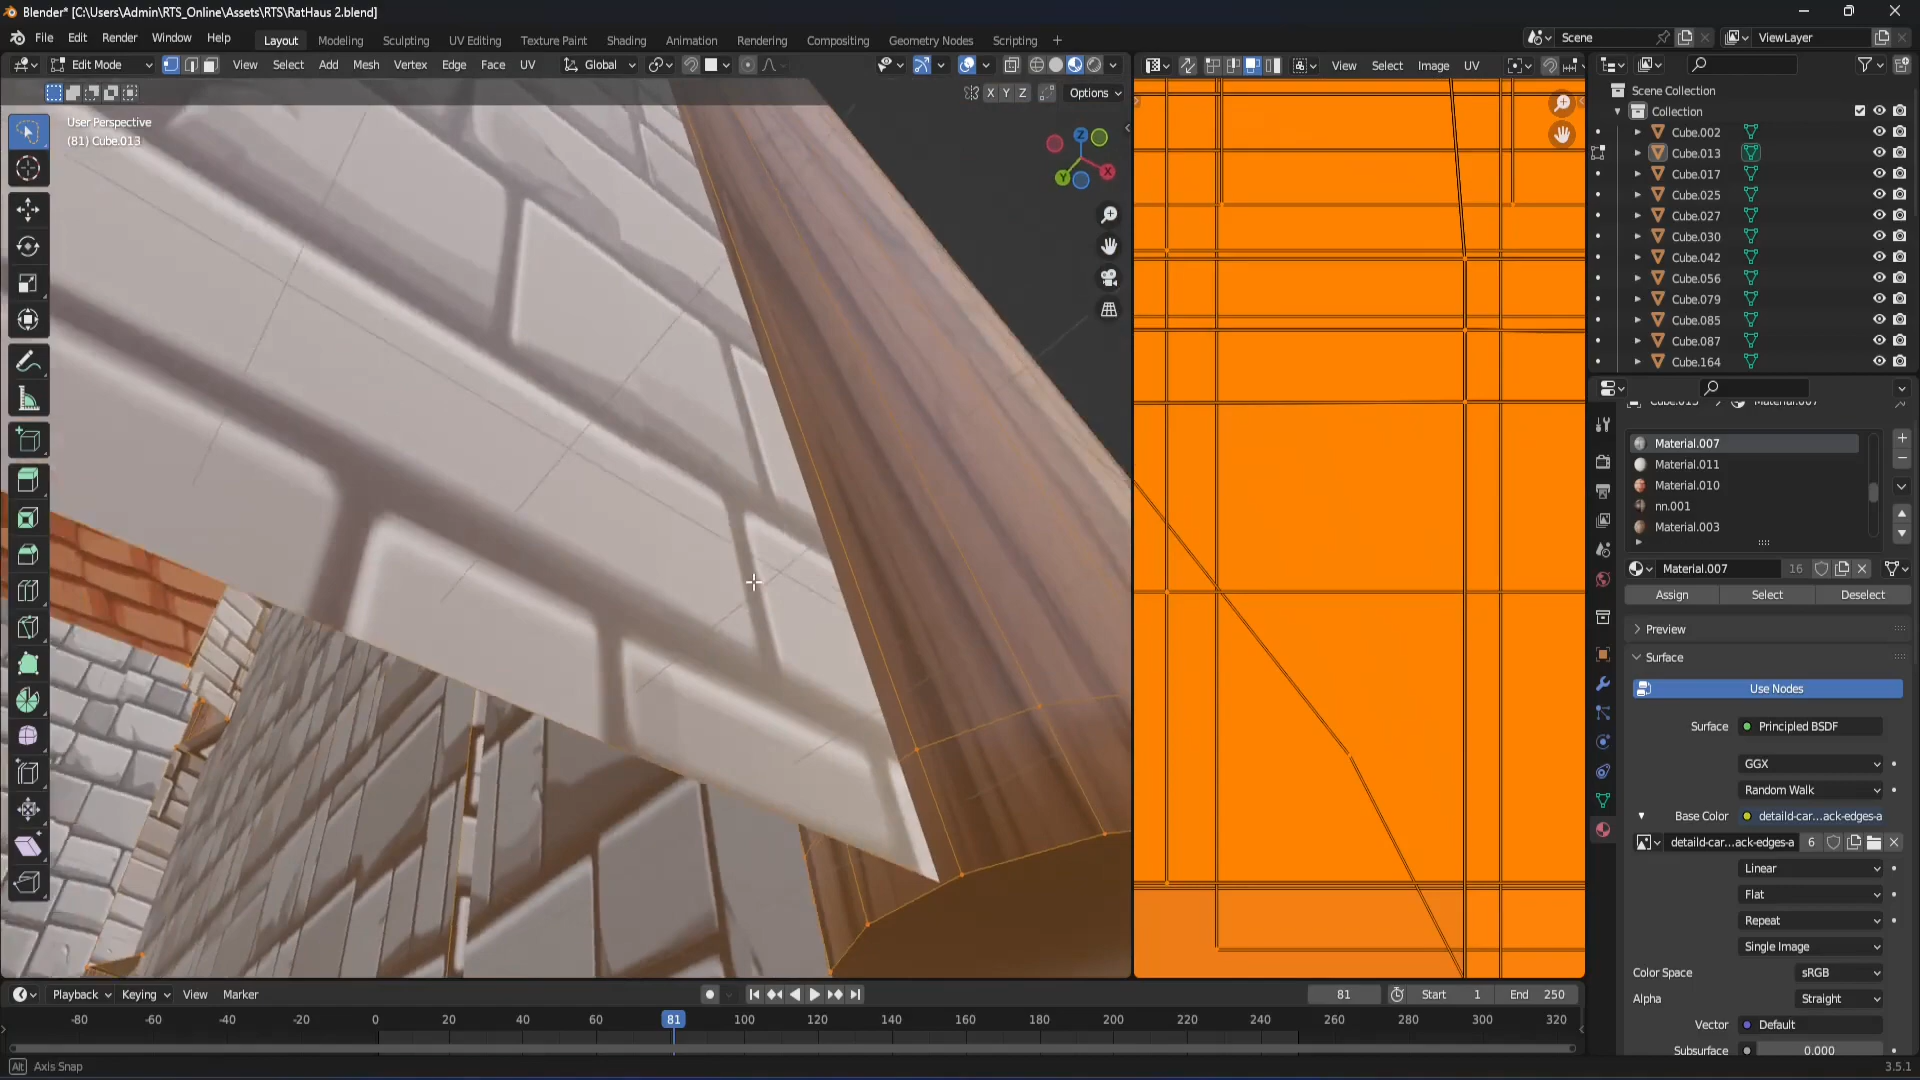 Blender* [C:\Users\Admin\RTS_Online\Assets\RTS\RatHaus 2.blend]
File Edit Render Window Help
Layout Modeling Sculpting UV Editing Texture Paint Shading Animation Rendering Compositing Geometry Nodes Scripting +
Scene
ViewLayer
Edit Mode
View Select Add Mesh Vertex Edge Face UV
Global
View Select Image UV
X Y Z
Options
User Perspective
(81) Cube.013
Z
X
Y
Scene Collection
Collection
Cube.002
Cube.013
Cube.017
Cube.025
Cube.027
Cube.030
Cube.042
Cube.056
Cube.079
Cube.085
Cube.087
Cube.164
Cube.013 > Material.007
Material.007
Material.011
Material.010
nn.001
Material.003
Material.007 16
Assign Select Deselect
Preview
Surface
Use Nodes
Surface Principled BSDF
GGX
Random Walk
Base Color detaild-car...ack-edges-a
detaild-car...ack-edges-a 6
Linear
Flat
Repeat
Single Image
Color Space sRGB
Alpha Straight
Vector Default
Subsurface 0.000
Playback Keying View Marker
81 Start 1 End 250
-80 -60 -40 -20 0 20 40 60 81 100 120 140 160 180 200 220 240 260 280 300 320
Alt Axis Snap
3.5.1